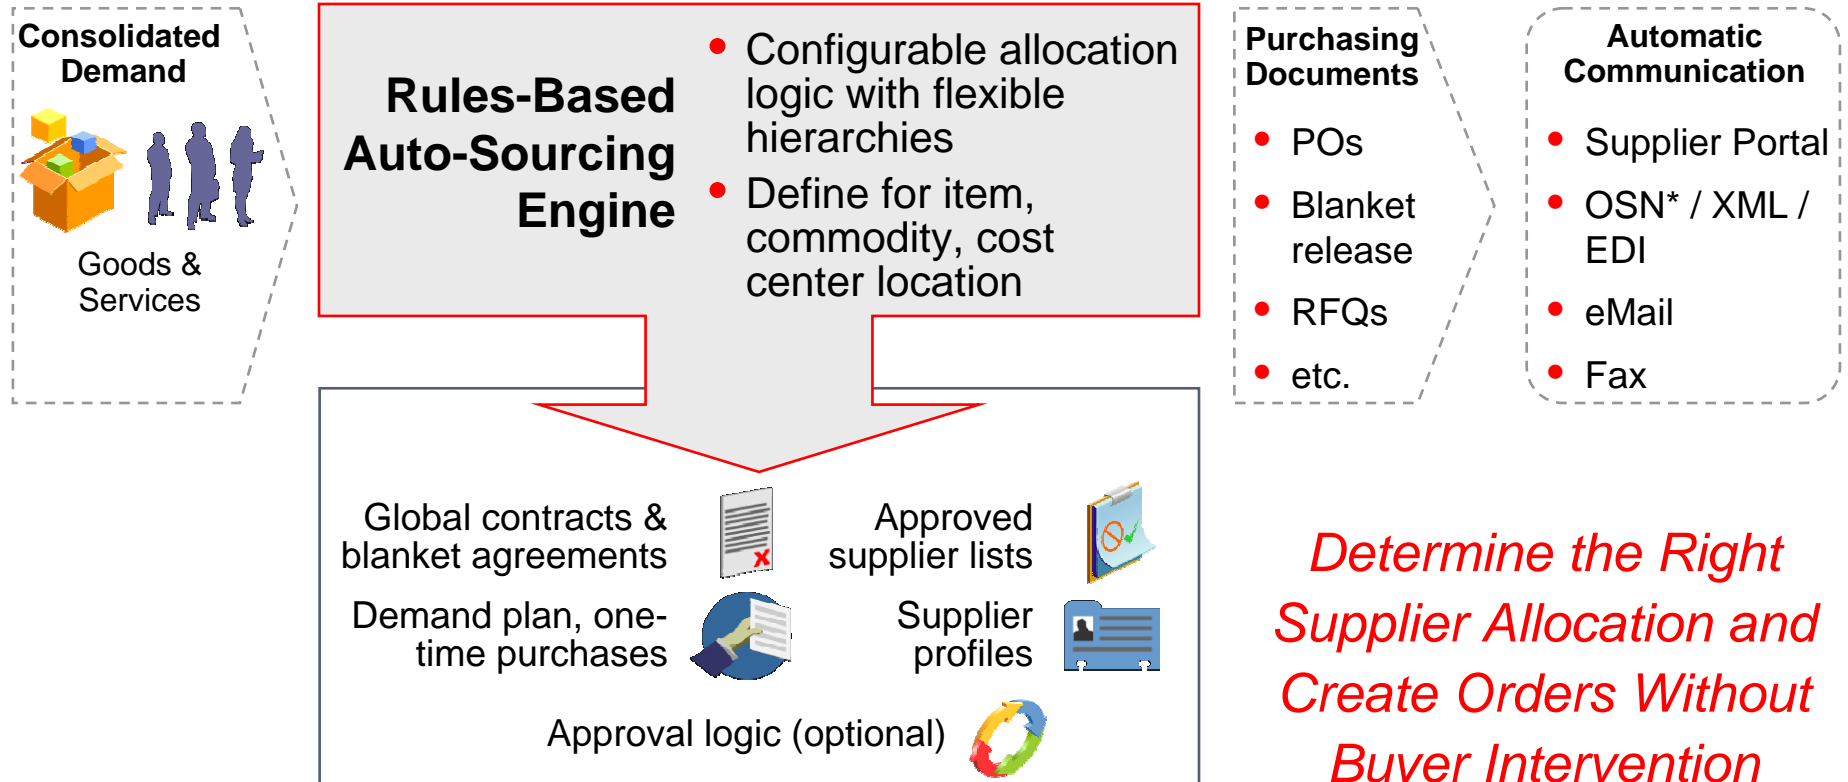 Consolidated
Demand
Goods &
Services
Rules-Based
Auto-Sourcing
Engine
• Configurable allocation
logic with flexible
hierarchies
• Define for item,
commodity, cost
center location
Purchasing
Documents
• POs
• Blanket
release
• RFQs
• etc.
Automatic
Communication
• Supplier Portal
• OSN* / XML /
EDI
• eMail
• Fax
Global contracts &
blanket agreements
Approved
supplier lists
Demand plan, one-
time purchases
Supplier
profiles
Approval logic (optional)
Determine the Right
Supplier Allocation and
Create Orders Without
Buyer Intervention